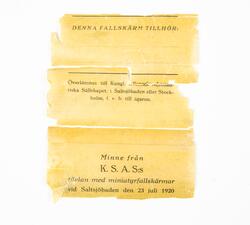 DENNA FALLSKÄRM TILLHÖR:
Överlämnas till Kungl.
tiska Sällskapet, i Saltsjöbaden eller Stock-
holm, f. v. b. till ägaren.
Minne från
K. S. A. S:s
tävlan med miniatyrfallskärmar
vid Saltsjöbaden den 23 juli 1920